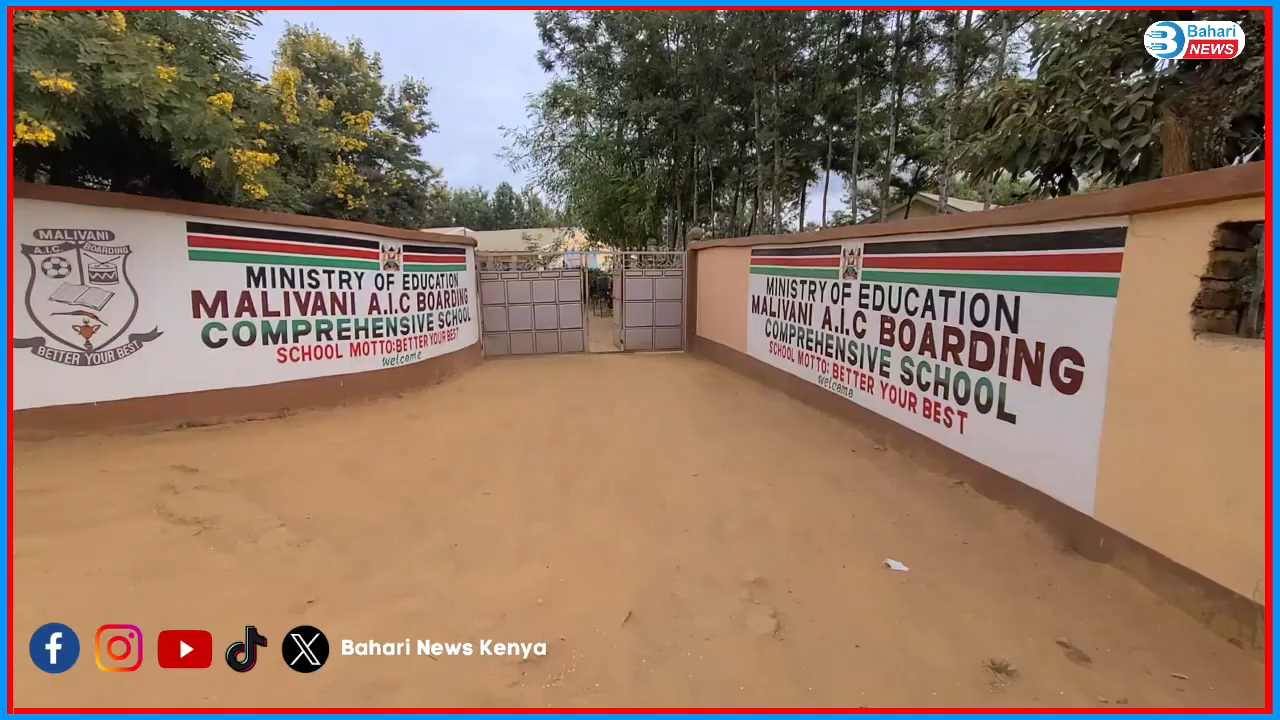 Bahari
NEWS
MALIVANI
A.I.C BOARDING
BETTER YOUR BEST
MINISTRY OF EDUCATION
MALIVANI A.I.C BOARDING
COMPREHENSIVE SCHOOL
SCHOOL MOTTO:BETTER YOUR BEST
welcome
MINISTRY OF EDUCATION
MALIVANI A.I.C BOARDING
COMPREHENSIVE SCHOOL
SCHOOL MOTTO: BETTER YOUR BEST
welcame
Bahari News Kenya